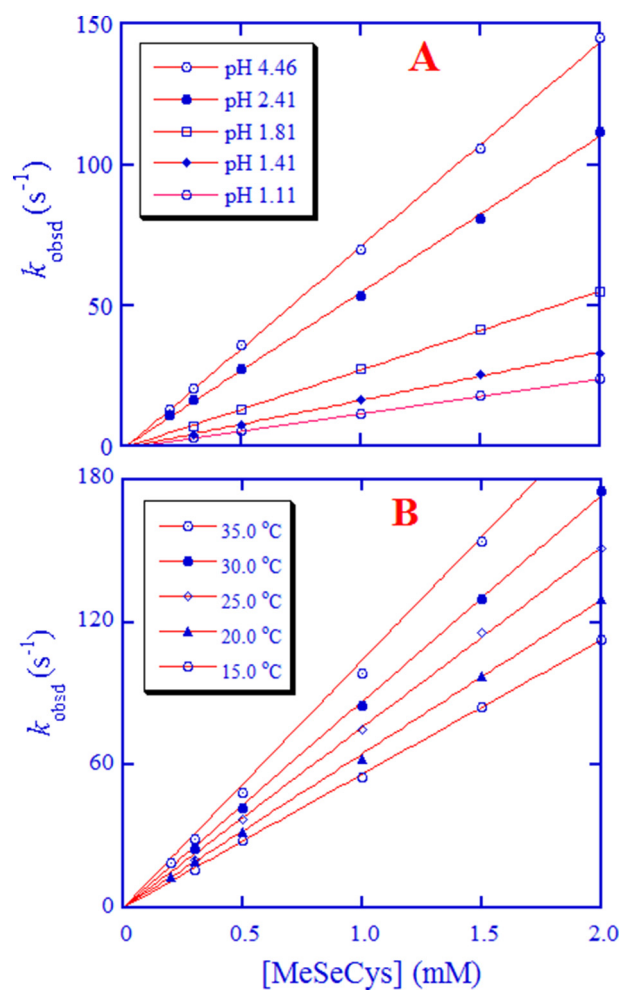 150
A
pH 4.46
pH 2.41
pH 1.81
pH 1.41
pH 1.11
100
50
0
k obsd (s-1)
180
B
35.0 °C
30.0 °C
25.0 °C
20.0 °C
15.0 °C
120
60
0
k obsd (s-1)
0 0.5 1.0 1.5 2.0
[MeSeCys] (mM)